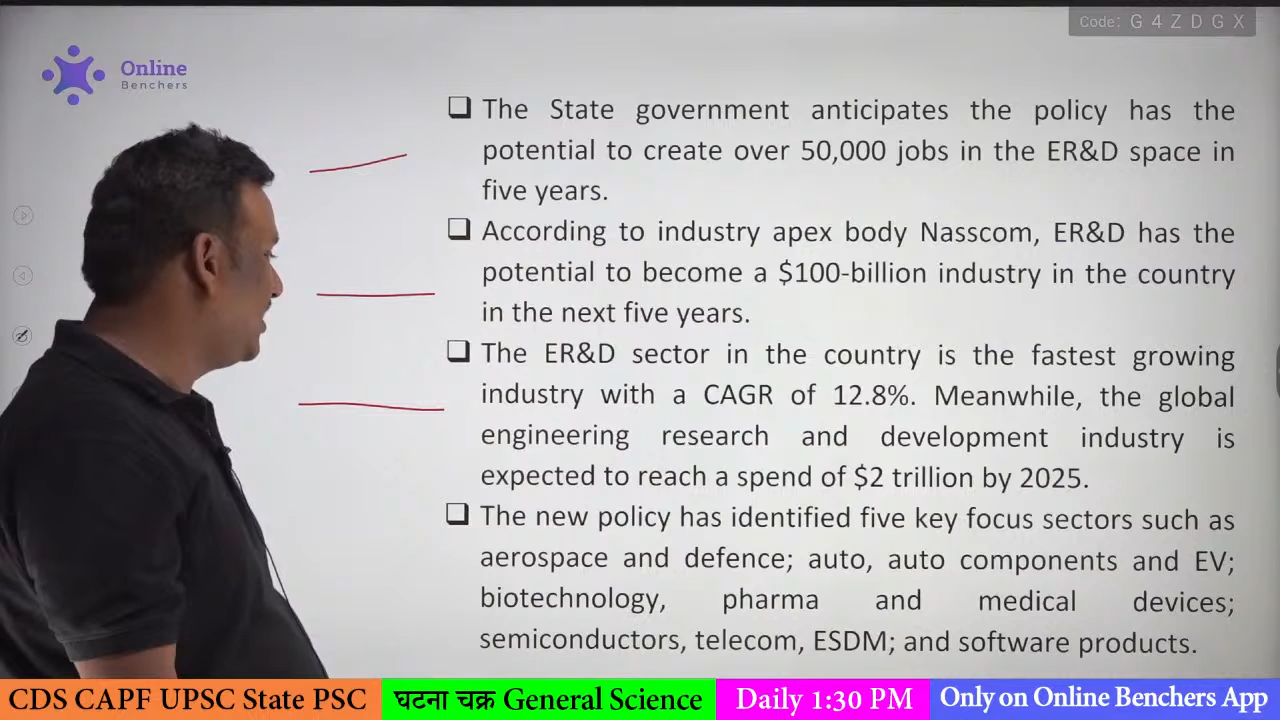 Code: G 4 Z D G X
Online
Benchers
The State government anticipates the policy has the
potential to create over 50,000 jobs in the ER&D space in
five years.
According to industry apex body Nasscom, ER&D has the
potential to become a $100-billion industry in the country
in the next five years.
The ER&D sector in the country is the fastest growing
industry with a CAGR of 12.8%. Meanwhile, the global
engineering research and development industry is
expected to reach a spend of $2 trillion by 2025.
The new policy has identified five key focus sectors such as
aerospace and defence; auto, auto components and EV;
biotechnology, pharma and medical devices;
semiconductors, telecom, ESDM; and software products.
CDS CAPF UPSC State PSC घटना चक्र General Science Daily 1:30 PM Only on Online Benchers App